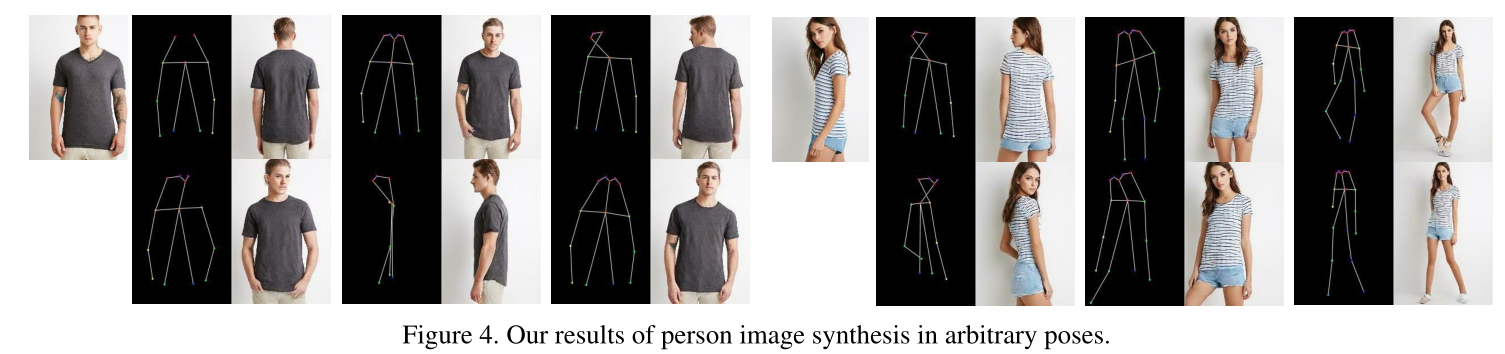 Figure 4. Our results of person image synthesis in arbitrary poses.